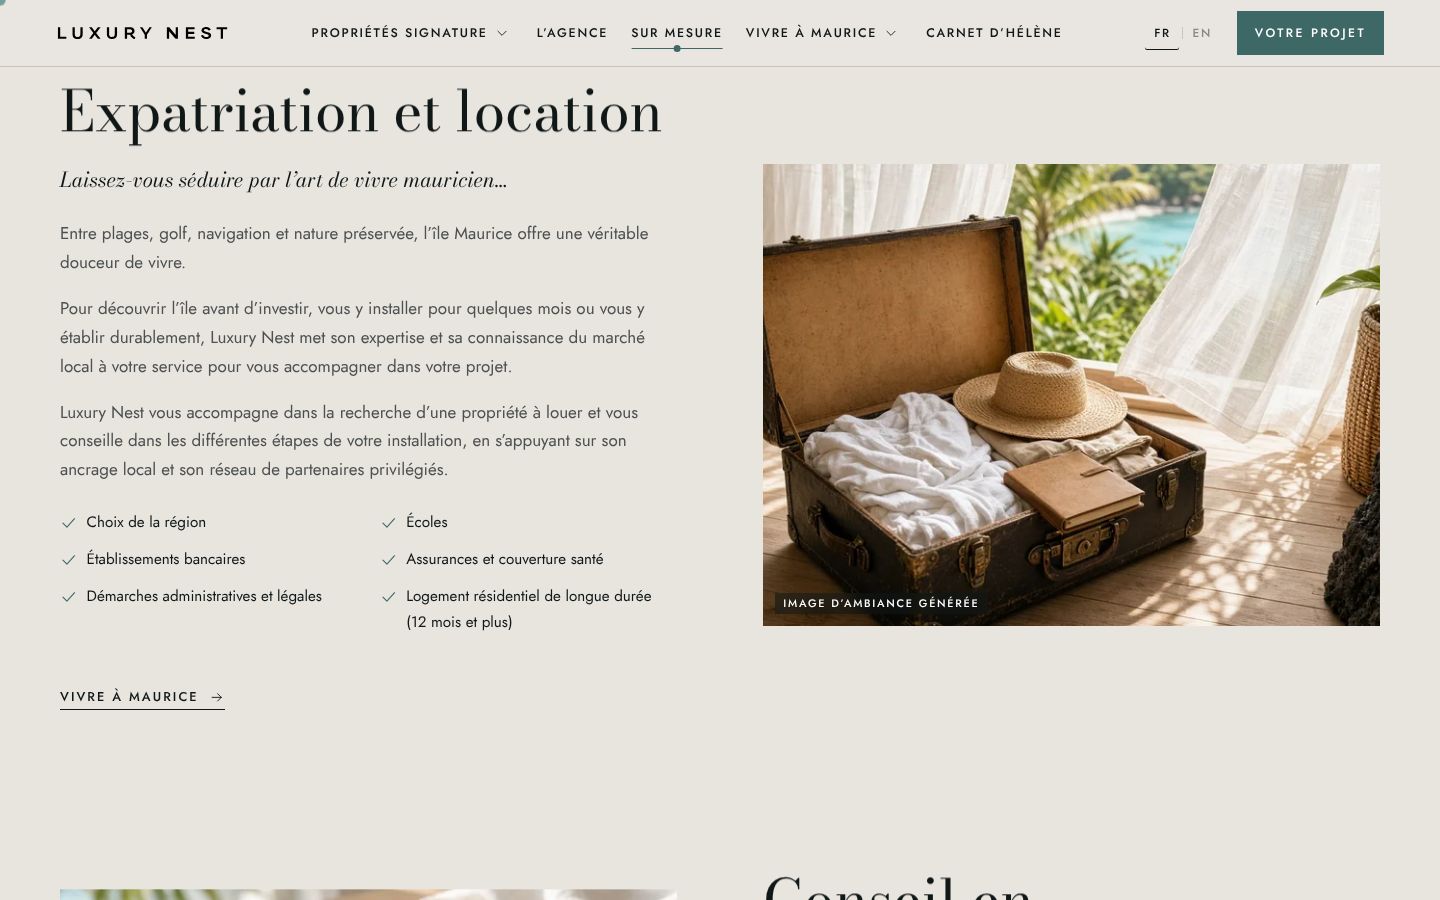 LUXURY NEST
PROPRIÉTÉS SIGNATURE
L’AGENCE
SUR MESURE
VIVRE À MAURICE
CARNET D’HÉLÈNE
FR
EN
VOTRE PROJET
Expatriation et location
Laissez-vous séduire par l’art de vivre mauricien…
Entre plages, golf, navigation et nature préservée, l’île Maurice offre une véritable
douceur de vivre.
Pour découvrir l’île avant d’investir, vous y installer pour quelques mois ou vous y
établir durablement, Luxury Nest met son expertise et sa connaissance du marché
local à votre service pour vous accompagner dans votre projet.
Luxury Nest vous accompagne dans la recherche d’une propriété à louer et vous
conseille dans les différentes étapes de votre installation, en s’appuyant sur son
ancrage local et son réseau de partenaires privilégiés.
Choix de la région
Écoles
Établissements bancaires
Assurances et couverture santé
Démarches administratives et légales
Logement résidentiel de longue durée
(12 mois et plus)
IMAGE D’AMBIANCE GÉNÉRÉE
VIVRE À MAURICE
Conseil en